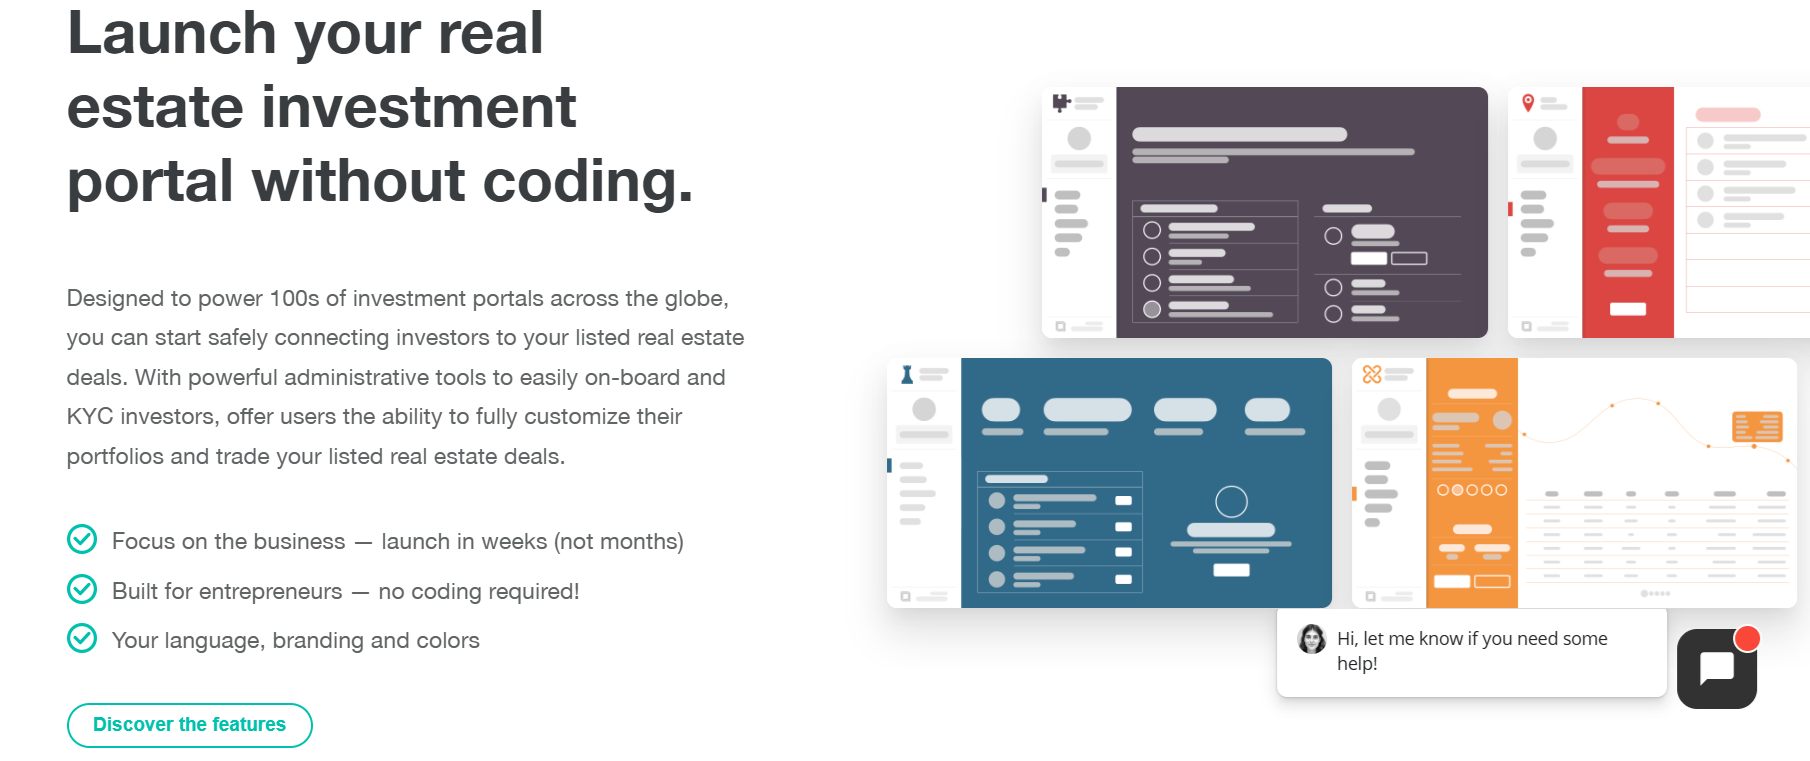 Launch your real
estate investment
portal without coding.
Designed to power 100s of investment portals across the globe,
you can start safely connecting investors to your listed real estate
deals. With powerful administrative tools to easily on-board and
KYC investors, offer users the ability to fully customize their
portfolios and trade your listed real estate deals.
Focus on the business — launch in weeks (not months)
Built for entrepreneurs — no coding required!
Your language, branding and colors
Discover the features
Hi, let me know if you need some
help!